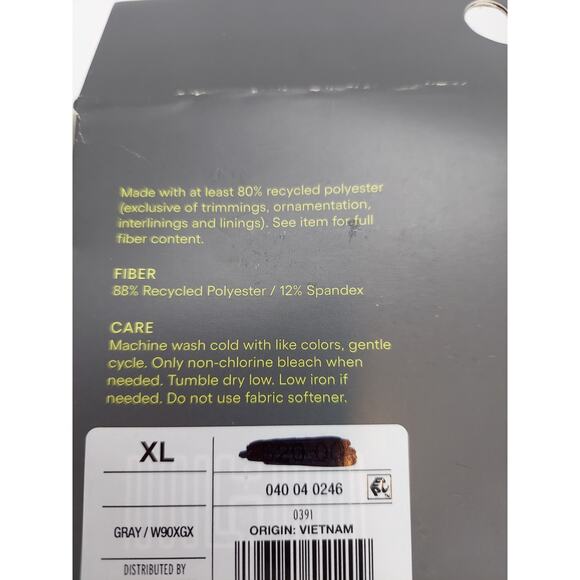 Made with at least 80% recycled polyester
(exclusive of trimmings, ornamentation,
interlinings and linings). See item for full
fiber content.
FIBER
88% Recycled Polyester / 12% Spandex
CARE
Machine wash cold with like colors, gentle
cycle. Only non-chlorine bleach when
needed. Tumble dry low. Low iron if
needed. Do not use fabric softener.
XL
040 04 0246
0391
GRAY / W90XGX
ORIGIN: VIETNAM
DISTRIBUTED BY